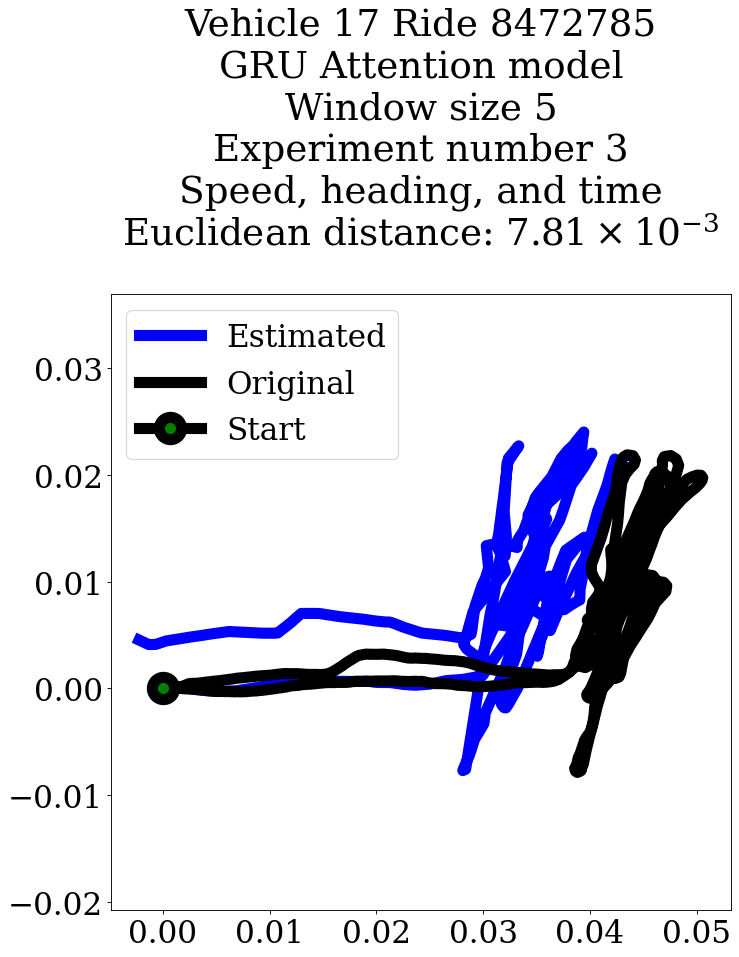 Vehicle 17 Ride 8472785
GRU Attention model
Window size 5
Experiment number 3
Speed, heading, and time
Euclidean distance: 7.81 × 10⁻³
Estimated
Original
Start
0.03
0.02
0.01
0.00
−0.01
−0.02
0.00 0.01 0.02 0.03 0.04 0.05